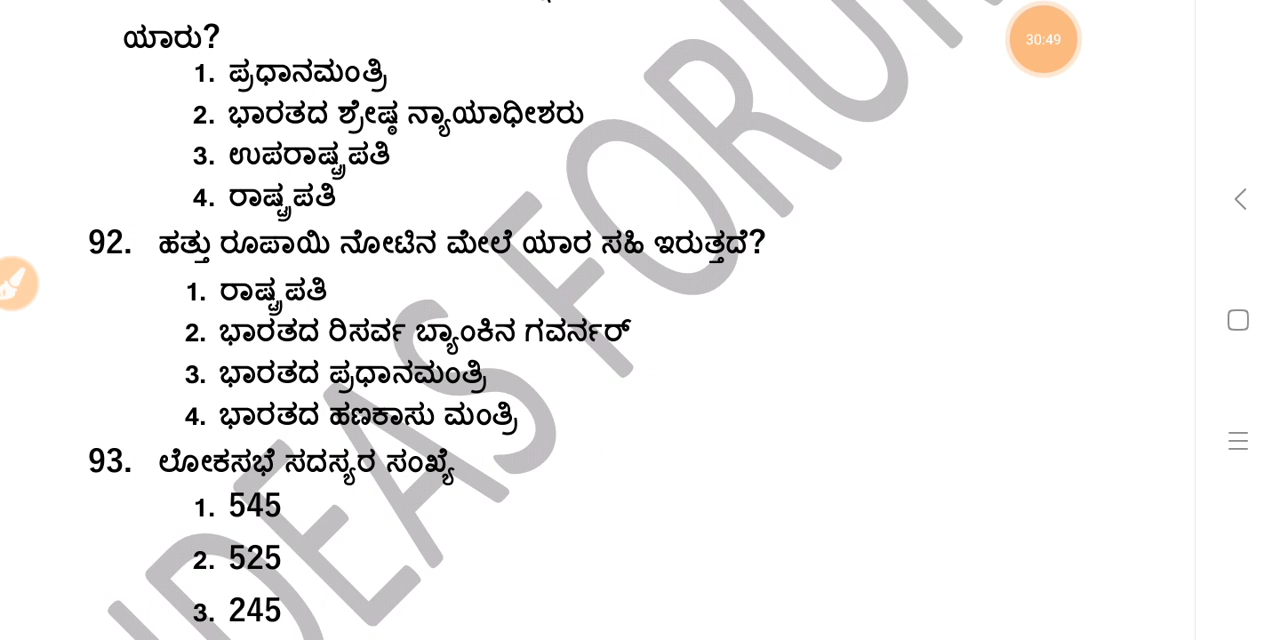 ಯಾರು?
30:49
1. ಪ್ರಧಾನಮಂತ್ರಿ
2. ಭಾರತದ ಶ್ರೇಷ್ಠ ನ್ಯಾಯಾಧೀಶರು
3. ಉಪರಾಷ್ಟ್ರಪತಿ
4. ರಾಷ್ಟ್ರಪತಿ
92. ಹತ್ತು ರೂಪಾಯಿ ನೋಟಿನ ಮೇಲೆ ಯಾರ ಸಹಿ ಇರುತ್ತದೆ?
1. ರಾಷ್ಟ್ರಪತಿ
2. ಭಾರತದ ರಿಸರ್ವ ಬ್ಯಾಂಕಿನ ಗವರ್ನರ್
3. ಭಾರತದ ಪ್ರಧಾನಮಂತ್ರಿ
4. ಭಾರತದ ಹಣಕಾಸು ಮಂತ್ರಿ
93. ಲೋಕಸಭೆ ಸದಸ್ಯರ ಸಂಖ್ಯೆ
1. 545
2. 525
3. 245
IDEAS FORUM